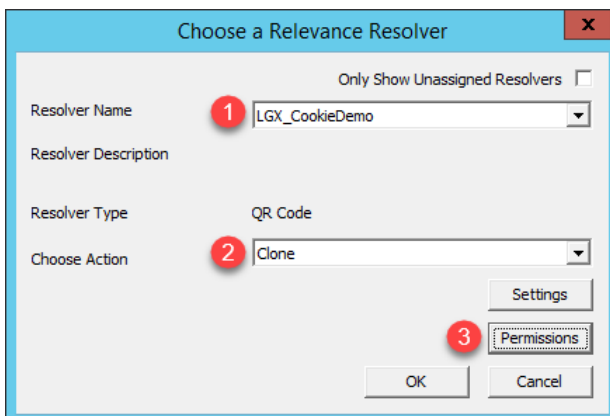 Choose a Relevance Resolver
x
Only Show Unassigned Resolvers
Resolver Name 1 LGX_CookieDemo
Resolver Description
Resolver Type QR Code
Choose Action 2 Clone
Settings
3 Permissions
OK Cancel